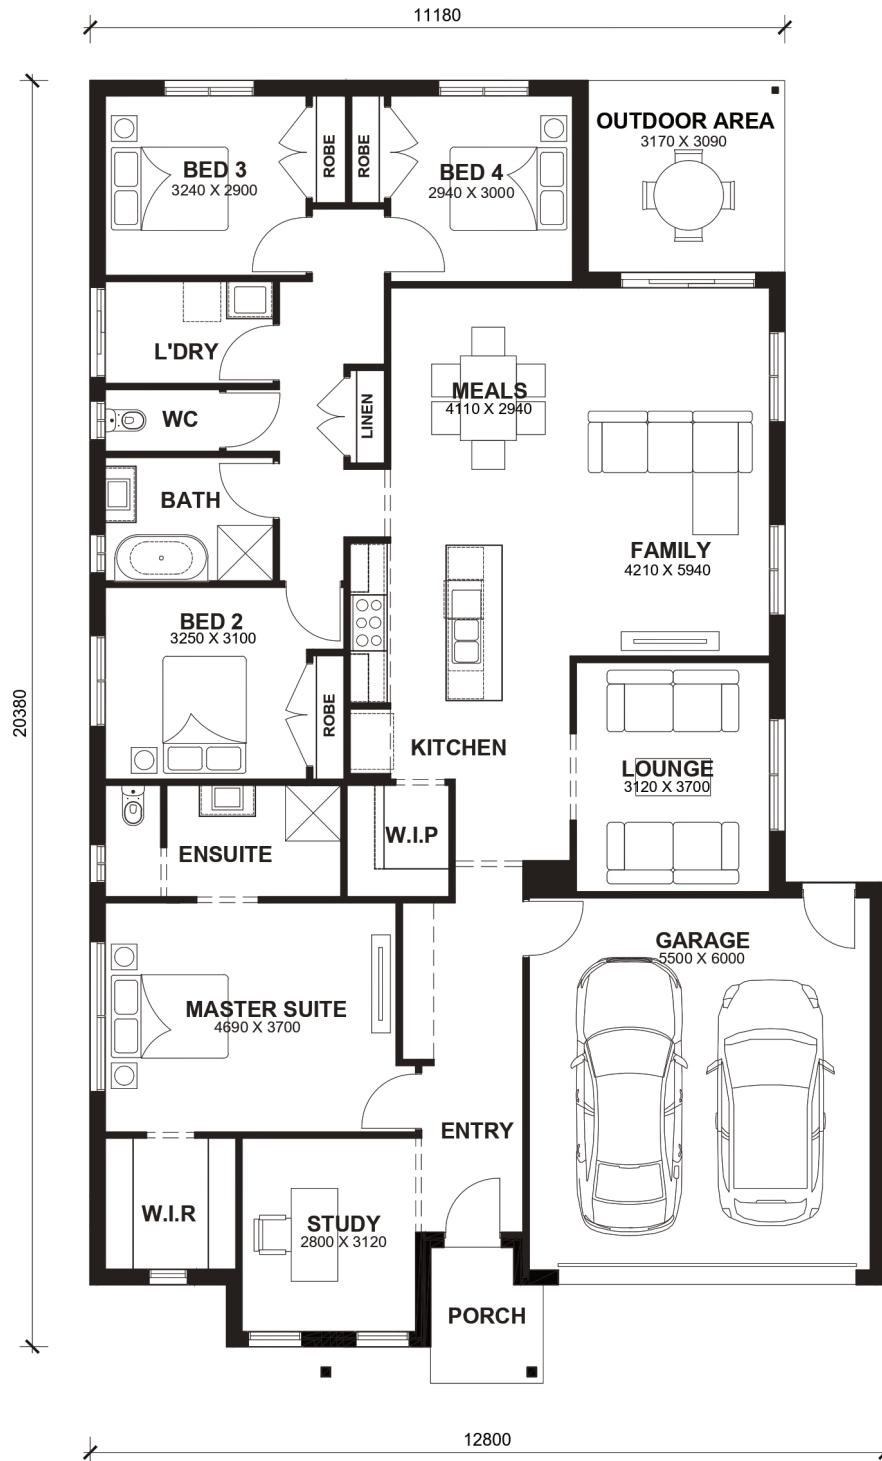 11180
OUTDOOR AREA
3170 X 3090
BED 3
3240 X 2900
ROBE
ROBE
BED 4
2940 X 3000
L'DRY
MEALS
4110 X 2940
WC
LINEN
BATH
FAMILY
4210 X 5940
BED 2
3250 X 3100
ROBE
20380
KITCHEN
LOUNGE
3120 X 3700
W.I.P
ENSUITE
GARAGE
5500 X 6000
MASTER SUITE
4690 X 3700
ENTRY
W.I.R
STUDY
2800 X 3120
PORCH
12800